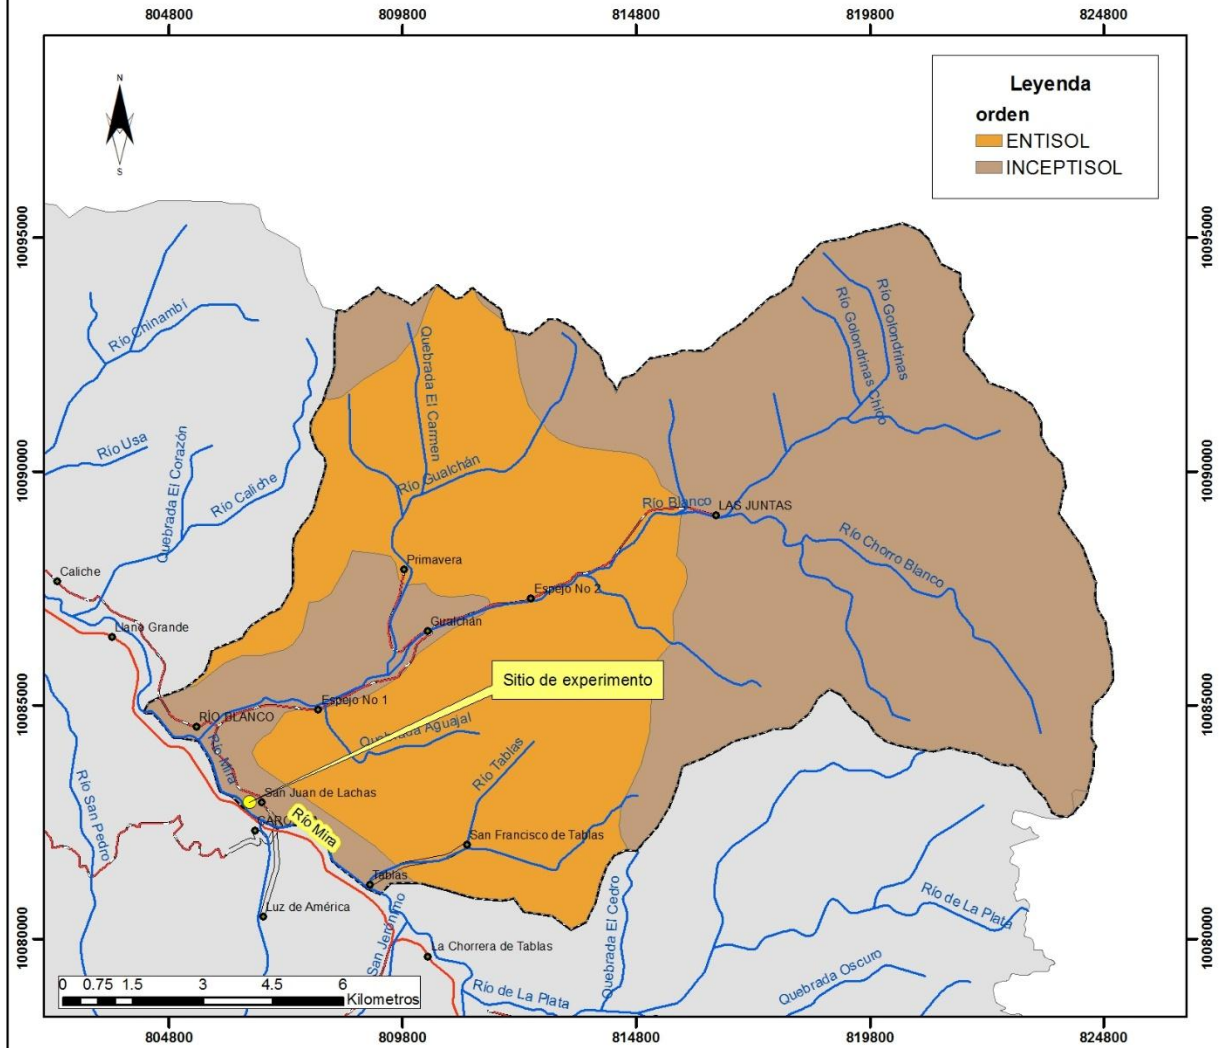 804800
809800
814800
819800
824800
Leyenda
orden
ENTISOL
INCEPTISOL
N
S
10095000
10095000
Río Chinambí
Río Golondrinas
Río Golondrinas Chico
Quebrada El Carmen
Río Usa
Quebrada El Corazón
Río Caliche
Río Gualchán
10090000
10090000
Río Blanco
LAS JUNTAS
Río Chorro Blanco
Caliche
Primavera
Espejo No 2
Llano Grande
Gualchán
Sitio de experimento
10085000
10085000
Espejo No 1
RÍO BLANCO
Quebrada Aguajal
Río Mira
Río Tablas
Río San Pedro
San Juan de Lachas
Río Mira
San Francisco de Tablas
Tablas
Luz de América
San Jerónimo
Quebrada El Cedro
Río de La Plata
10080000
10080000
La Chorrera de Tablas
Quebrada Oscuro
Río de La Plata
0 0.75 1.5 3 4.5 6
Kilometros
804800
809800
814800
819800
824800